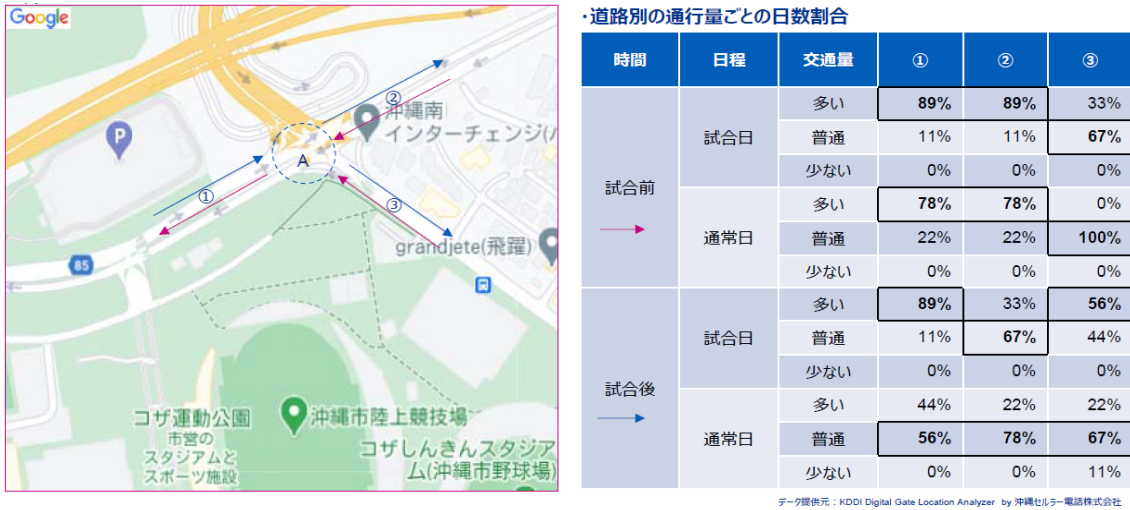 Google
P
沖縄南
インターチェンジ(ハ
②
A
①
③
grandjete(飛躍)
85
コザ運動公園
市営の
スタジアムと
スポーツ施設
沖縄市陸上競技場
コザしんきんスタジア
ム(沖縄市野球場)
・道路別の通行量ごとの日数割合
時間 日程 交通量 ① ② ③
試合前 試合日 多い 89% 89% 33%
普通 11% 11% 67%
少ない 0% 0% 0%
通常日 多い 78% 78% 0%
普通 22% 22% 100%
少ない 0% 0% 0%
試合後 試合日 多い 89% 33% 56%
普通 11% 67% 44%
少ない 0% 0% 0%
通常日 多い 44% 22% 22%
普通 56% 78% 67%
少ない 0% 0% 11%
データ提供元：KDDI Digital Gate Location Analyzer by 沖縄セルラー電話株式会社